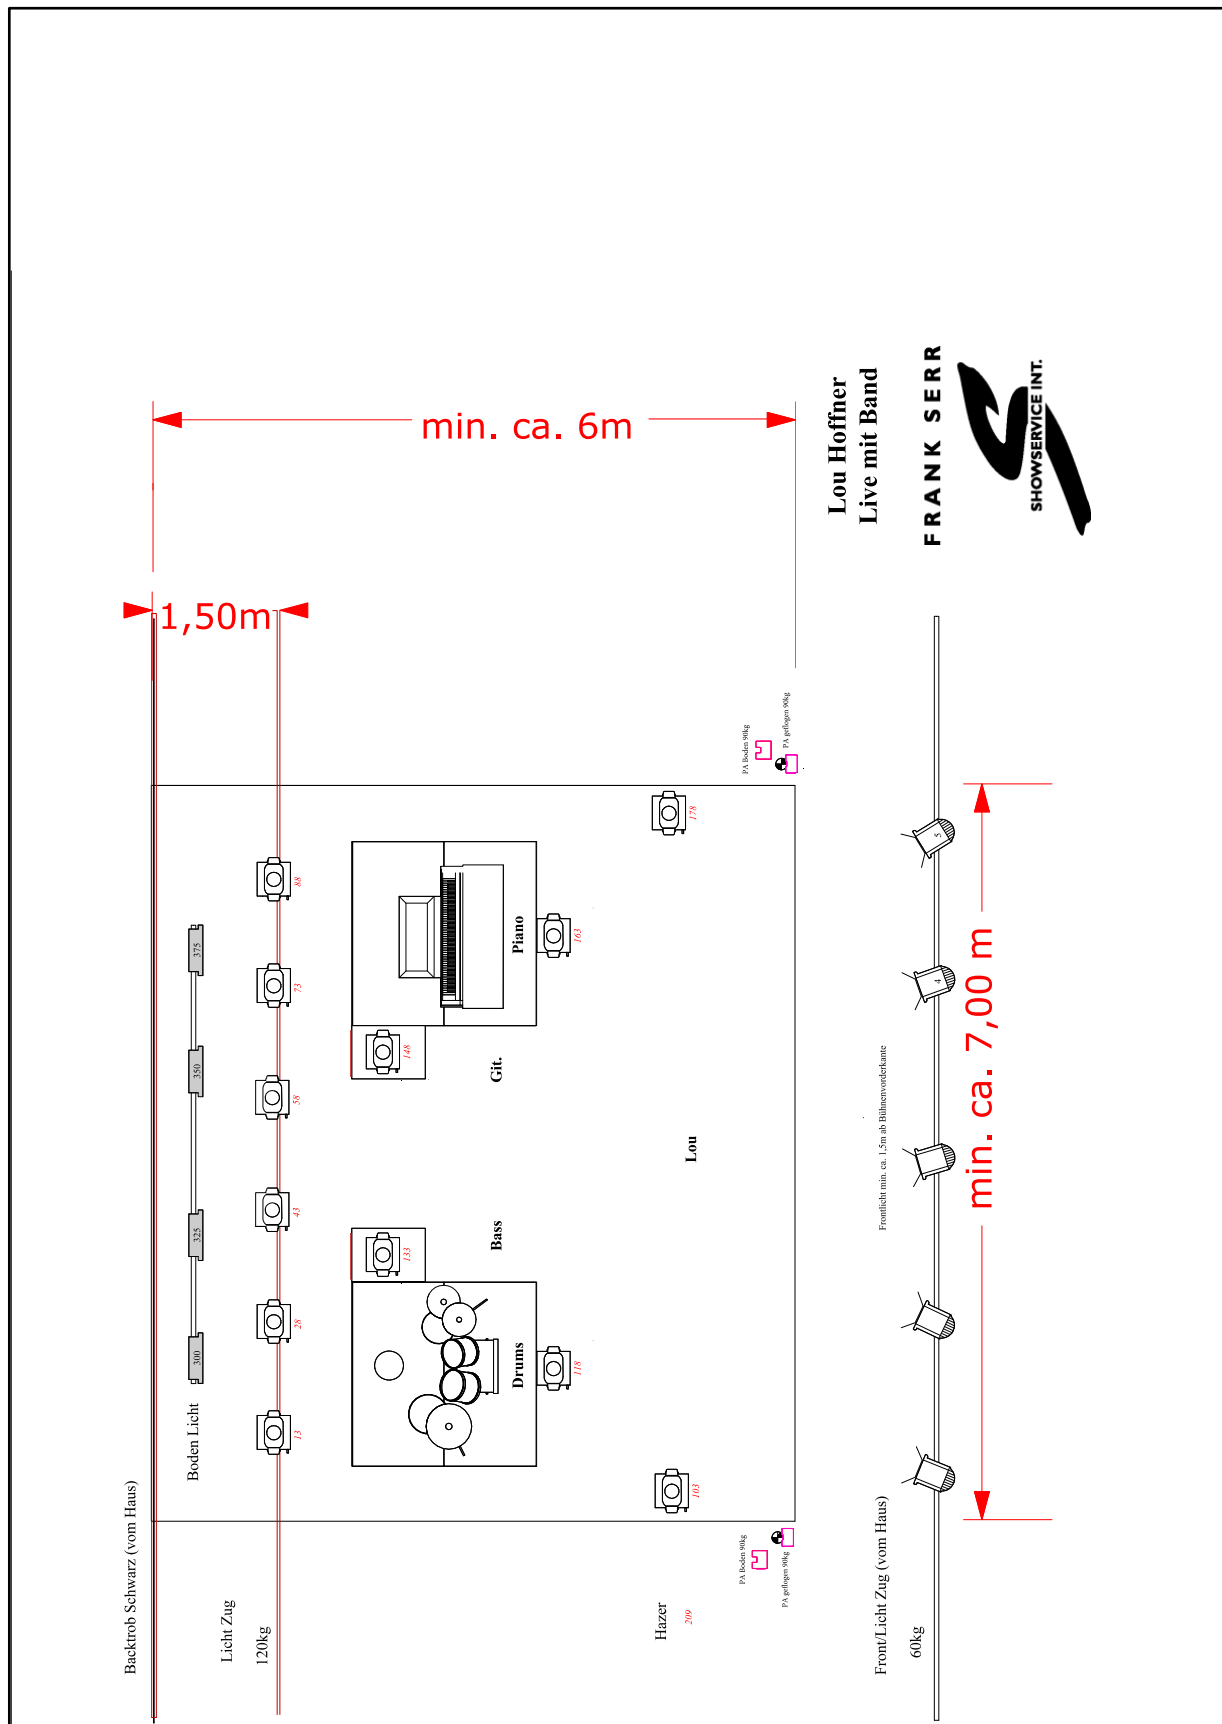 Backtrob Schwarz (vom Haus)
Boden Licht
300
325
350
375
Licht Zug
120kg
13
28
43
58
73
88
1,50m
min. ca. 6m
133
148
Drums
Bass
Git.
Piano
118
163
Lou
Hazer
209
103
178
PA Boden 90kg
PA geflogen 90kg
PA Boden 90kg
PA geflogen 90kg
Lou Hoffner
Live mit Band
FRANK SERR
SHOWSERVICE INT.
Front/Licht Zug (vom Haus)
60kg
Frontlicht min. ca. 1,5m ab Bühnenvorderkante
4
5
min. ca. 7,00 m